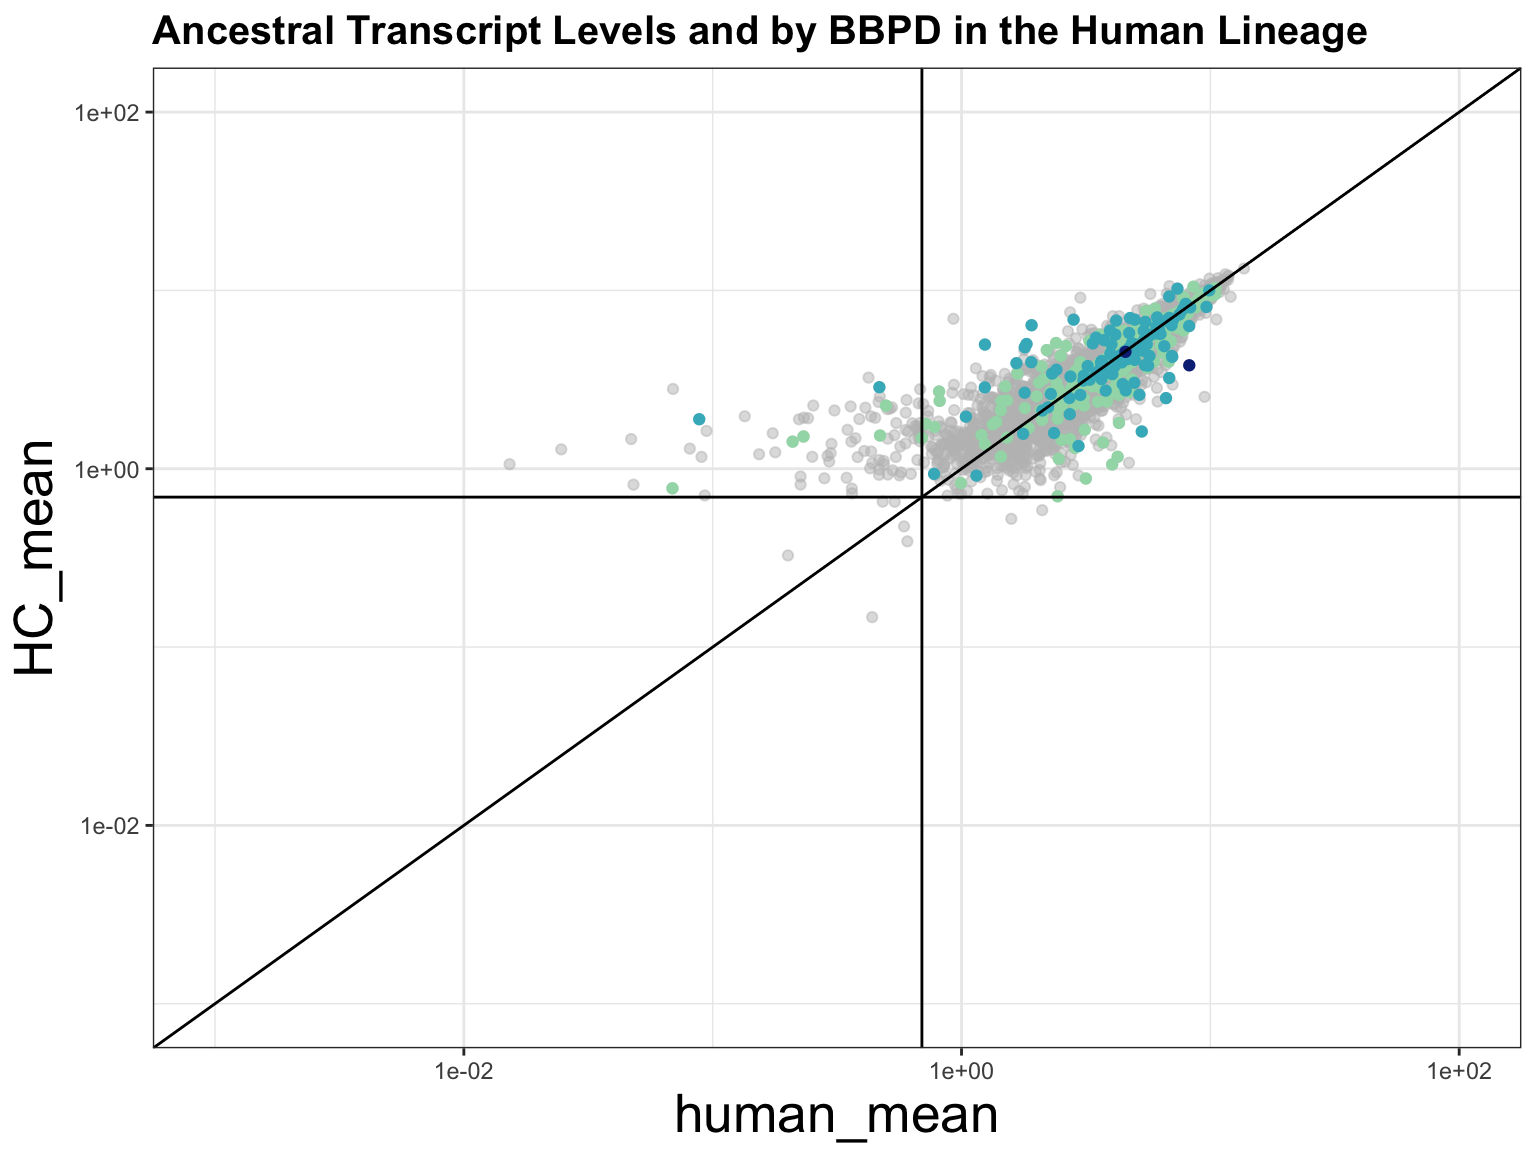 Ancestral Transcript Levels and by BBPD in the Human Lineage
1e+02
1e+00
1e-02
HC_mean
1e-02
1e+00
1e+02
human_mean